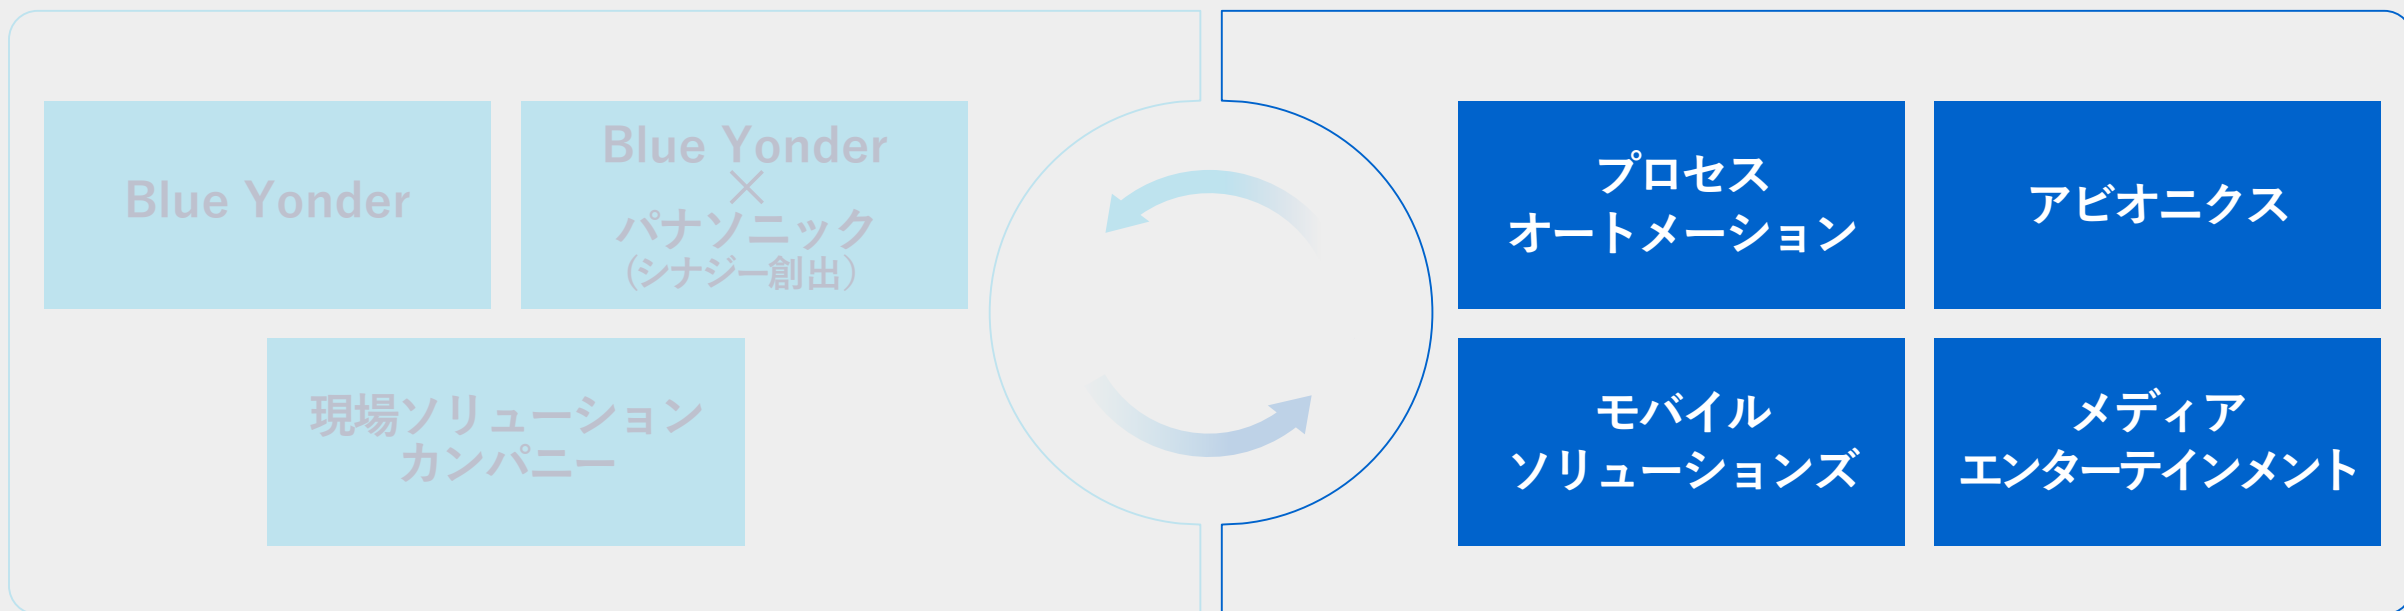 Blue Yonder
Blue Yonder
×
パナソニック
(シナジー創出)
現場ソリューション
カンパニー
プロセス
オートメーション
アビオニクス
モバイル
ソリューションズ
メディア
エンターテインメント